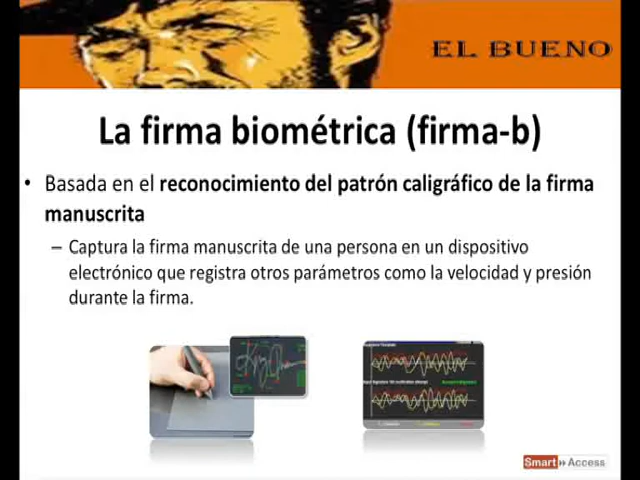 EL BUENO
La firma biométrica (firma-b)
• Basada en el reconocimiento del patrón caligráfico de la firma
manuscrita
– Captura la firma manuscrita de una persona en un dispositivo
electrónico que registra otros parámetros como la velocidad y presión
durante la firma.
Smart Access